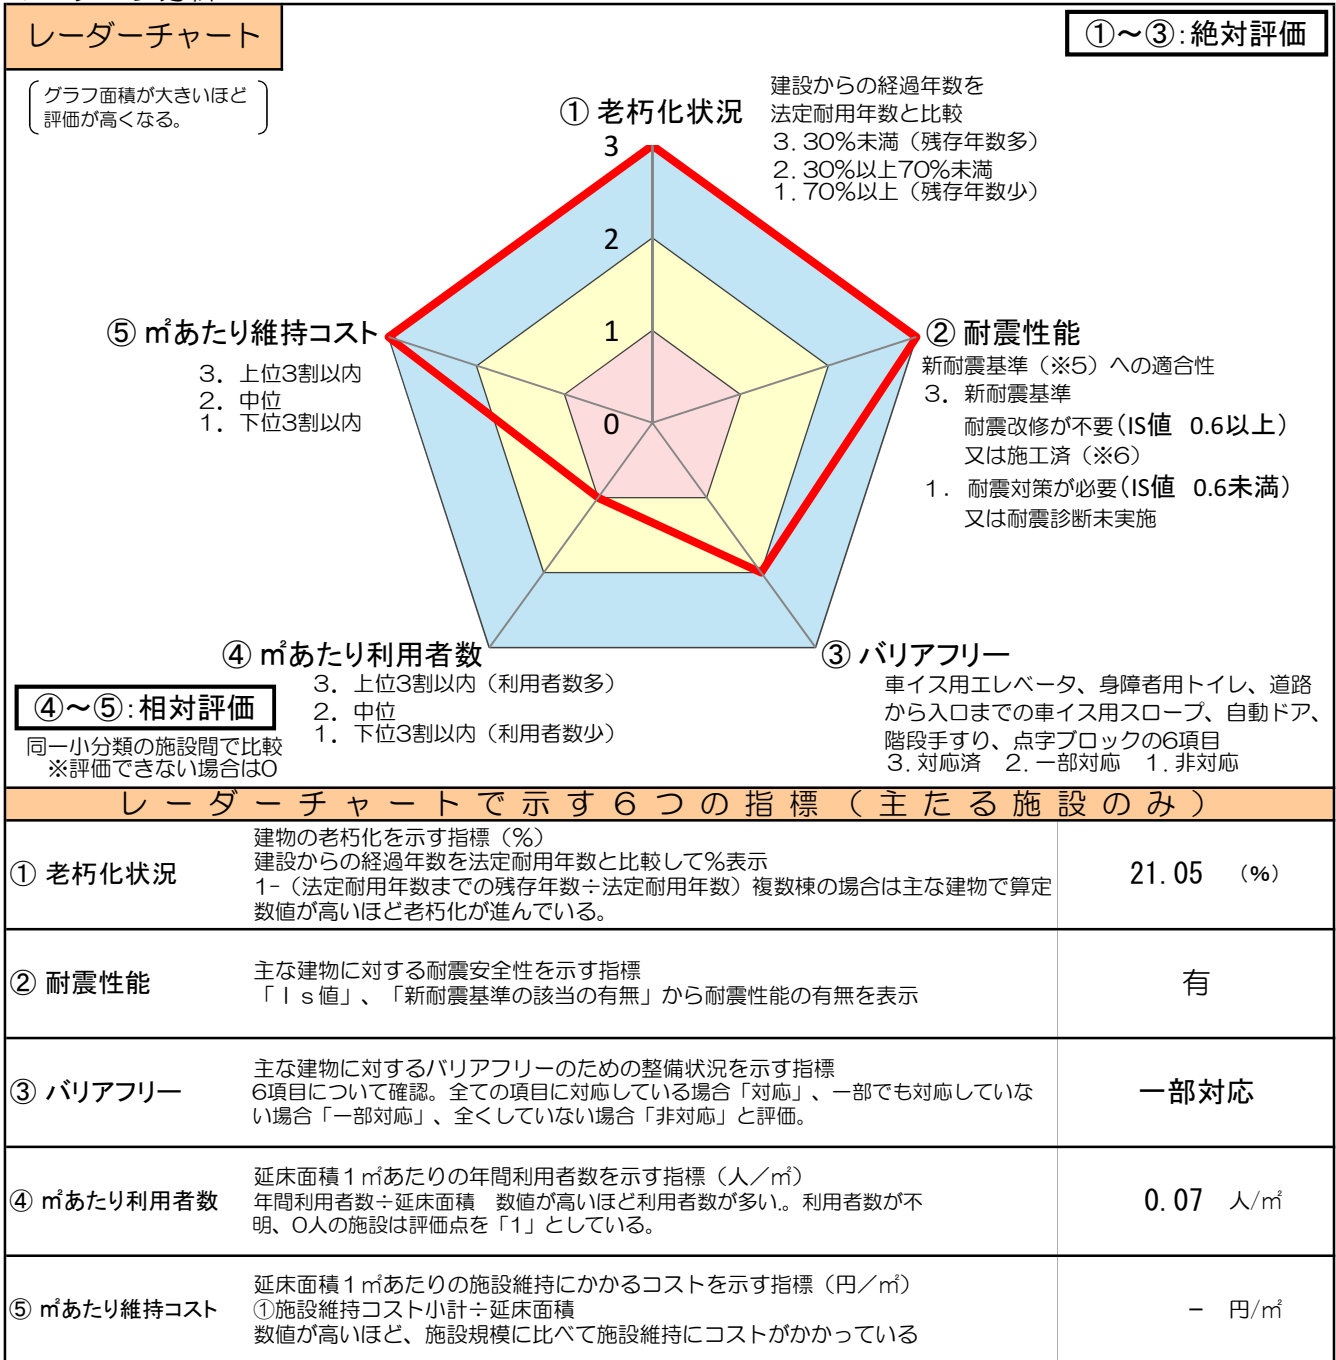 レーダーチャート
①～③:絶対評価
グラフ面積が大きいほど
評価が高くなる。
① 老朽化状況
建設からの経過年数を
法定耐用年数と比較
3. 30%未満（残存年数多）
2. 30%以上70%未満
1. 70%以上（残存年数少）
3
2
1
0
⑤ ㎡あたり維持コスト
3. 上位3割以内
2. 中位
1. 下位3割以内
② 耐震性能
新耐震基準（※5）への適合性
3. 新耐震基準
耐震改修が不要(IS値 0.6以上)
又は施工済（※6）
1. 耐震対策が必要(IS値 0.6未満)
又は耐震診断未実施
④ ㎡あたり利用者数
3. 上位3割以内（利用者数多）
2. 中位
1. 下位3割以内（利用者数少）
③ バリアフリー
車イス用エレベータ、身障者用トイレ、道路
から入口までの車イス用スロープ、自動ドア、
階段手すり、点字ブロックの6項目
3. 対応済 2. 一部対応 1. 非対応
④～⑤:相対評価
同一小分類の施設間で比較
※評価できない場合は0
レーダーチャートで示す６つの指標（主たる施設のみ）
① 老朽化状況
建物の老朽化を示す指標（%）
建設からの経過年数を法定耐用年数と比較して%表示
1-（法定耐用年数までの残存年数÷法定耐用年数）複数棟の場合は主な建物で算定
数値が高いほど老朽化が進んでいる。
21.05 (%)
② 耐震性能
主な建物に対する耐震安全性を示す指標
「Ｉｓ値」、「新耐震基準の該当の有無」から耐震性能の有無を表示
有
③ バリアフリー
主な建物に対するバリアフリーのための整備状況を示す指標
6項目について確認。全ての項目に対応している場合「対応」、一部でも対応していな
い場合「一部対応」、全くしていない場合「非対応」と評価。
一部対応
④ ㎡あたり利用者数
延床面積１㎡あたりの年間利用者数を示す指標（人／㎡）
年間利用者数÷延床面積 数値が高いほど利用者数が多い。利用者数が不
明、0人の施設は評価点を「1」としている。
0.07 人/㎡
⑤ ㎡あたり維持コスト
延床面積１㎡あたりの施設維持にかかるコストを示す指標（円／㎡）
①施設維持コスト小計÷延床面積
数値が高いほど、施設規模に比べて施設維持にコストがかかっている
- 円/㎡